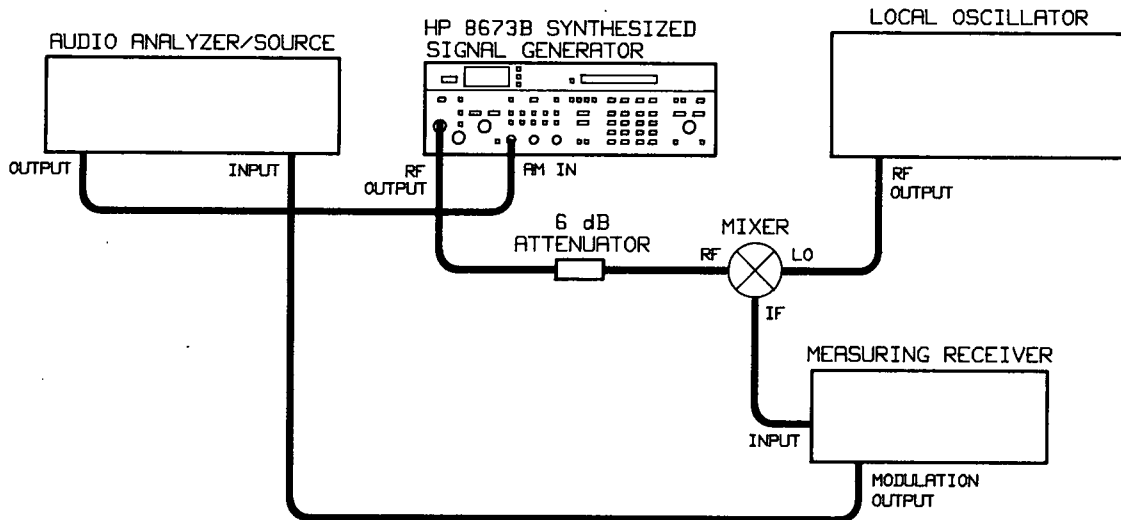 LOCAL OSCILLATOR
HP 8673B SYNTHESIZED
SIGNAL GENERATOR
AUDIO ANALYZER/SOURCE
OUTPUT
INPUT
RF
OUTPUT
AM IN
RF
OUTPUT
6 dB
ATTENUATOR
MIXER
RF
LO
IF
MEASURING RECEIVER
INPUT
MODULATION
OUTPUT